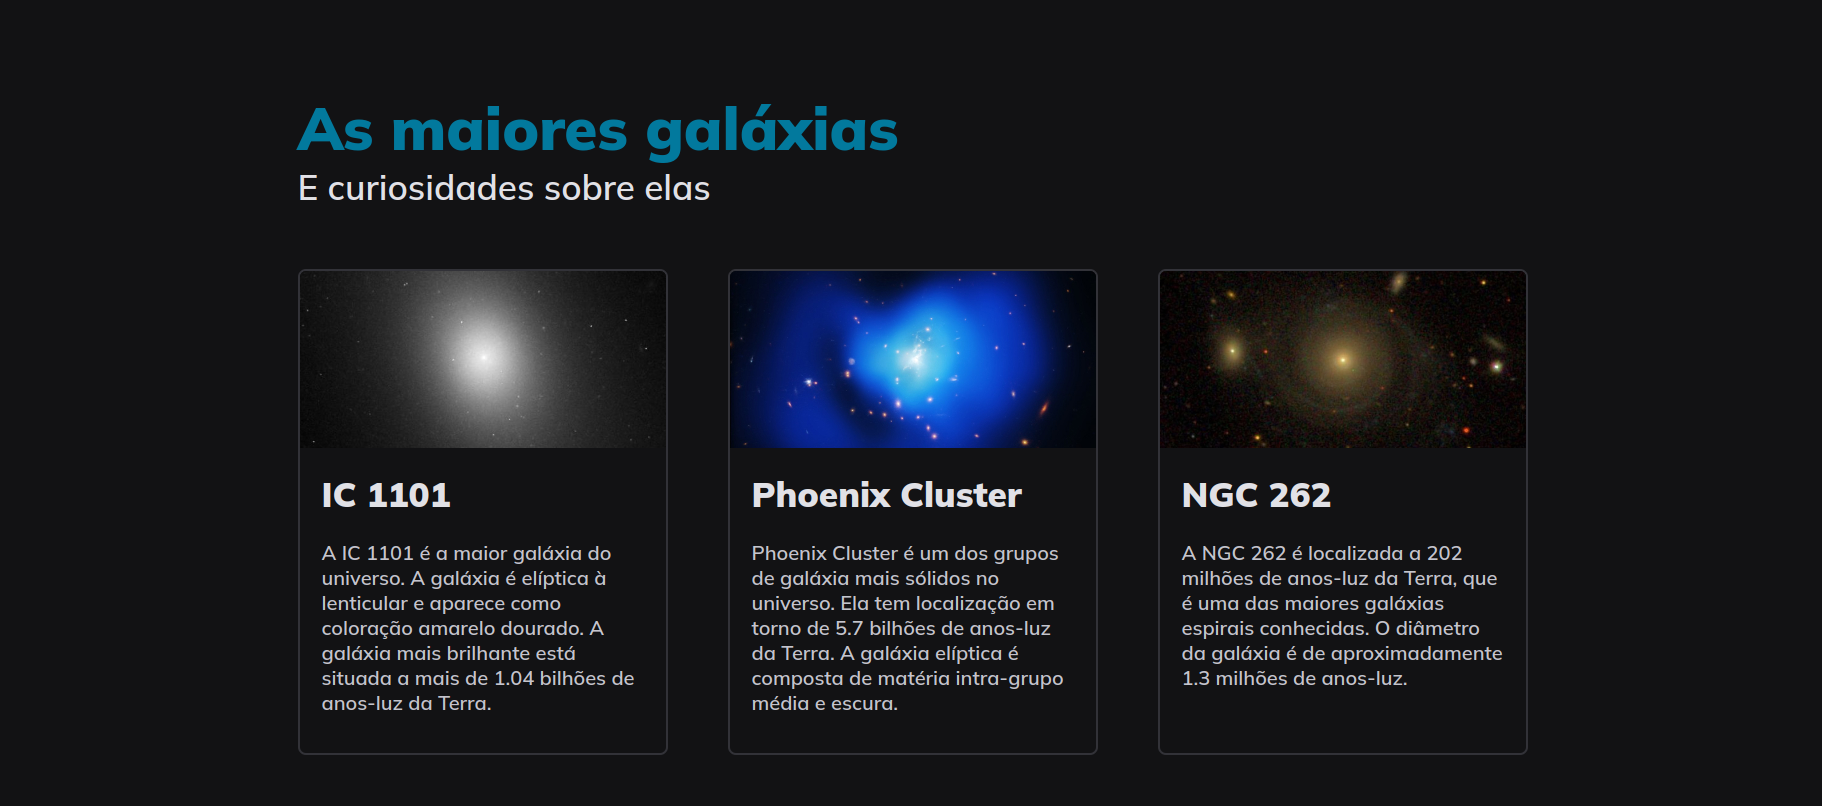 As maiores galáxias
E curiosidades sobre elas
IC 1101
A IC 1101 é a maior galáxia do
universo. A galáxia é elíptica à
lenticular e aparece como
coloração amarelo dourado. A
galáxia mais brilhante está
situada a mais de 1.04 bilhões de
anos-luz da Terra.
Phoenix Cluster
Phoenix Cluster é um dos grupos
de galáxia mais sólidos no
universo. Ela tem localização em
torno de 5.7 bilhões de anos-luz
da Terra. A galáxia elíptica é
composta de matéria intra-grupo
média e escura.
NGC 262
A NGC 262 é localizada a 202
milhões de anos-luz da Terra, que
é uma das maiores galáxias
espirais conhecidas. O diâmetro
da galáxia é de aproximadamente
1.3 milhões de anos-luz.